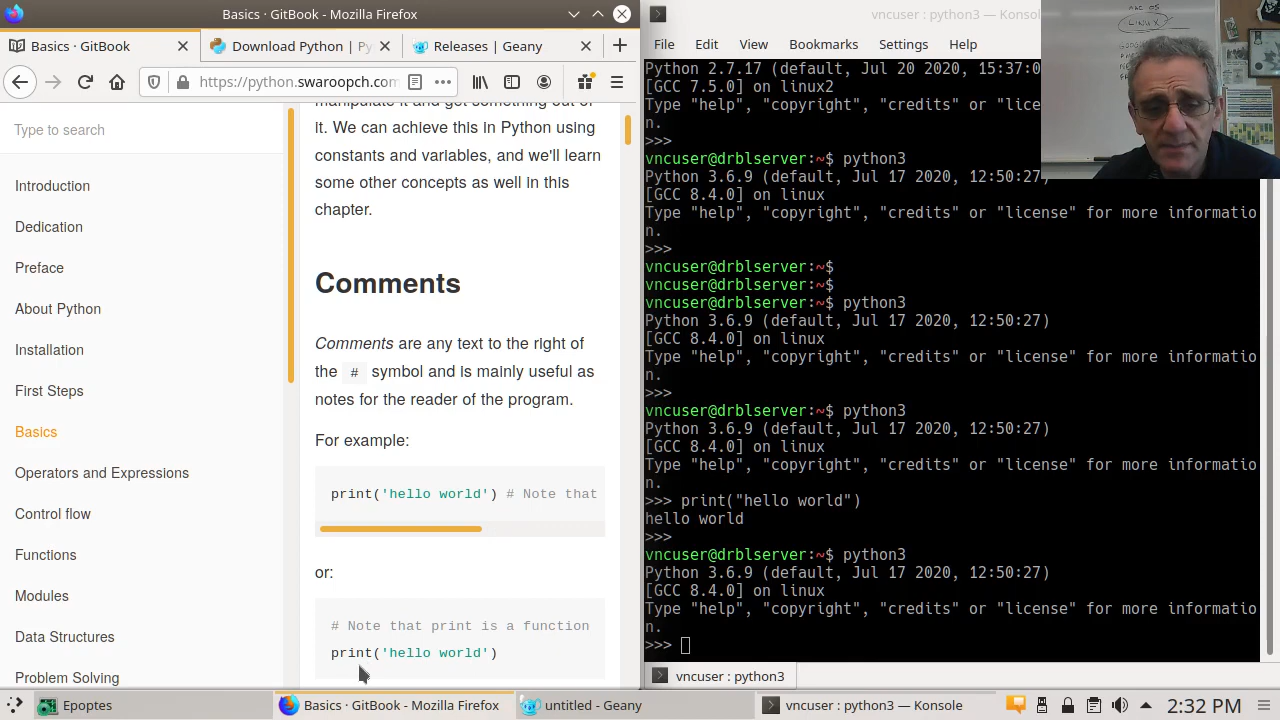 Basics · GitBook - Mozilla Firefox
Basics · GitBook
Download Python | Py
Releases | Geany
https://python.swaroopch.com
Type to search
Introduction
Dedication
Preface
About Python
Installation
First Steps
Basics
Operators and Expressions
Control flow
Functions
Modules
Data Structures
Problem Solving
manipulate it and get something out of
it. We can achieve this in Python using
constants and variables, and we'll learn
some other concepts as well in this
chapter.
Comments
Comments are any text to the right of
the # symbol and is mainly useful as
notes for the reader of the program.
For example:
print('hello world') # Note that
or:
# Note that print is a function
print('hello world')
vncuser : python3 — Konsol
File Edit View Bookmarks Settings Help
Python 2.7.17 (default, Jul 20 2020, 15:37:0
[GCC 7.5.0] on linux2
Type "help", "copyright", "credits" or "lice
n.
>>>
vncuser@drblserver:~$ python3
Python 3.6.9 (default, Jul 17 2020, 12:50:27)
[GCC 8.4.0] on linux
Type "help", "copyright", "credits" or "license" for more informatio
n.
>>>
vncuser@drblserver:~$
vncuser@drblserver:~$
vncuser@drblserver:~$ python3
Python 3.6.9 (default, Jul 17 2020, 12:50:27)
[GCC 8.4.0] on linux
Type "help", "copyright", "credits" or "license" for more informatio
n.
>>>
vncuser@drblserver:~$ python3
Python 3.6.9 (default, Jul 17 2020, 12:50:27)
[GCC 8.4.0] on linux
Type "help", "copyright", "credits" or "license" for more informatio
n.
>>> print("hello world")
hello world
>>>
vncuser@drblserver:~$ python3
Python 3.6.9 (default, Jul 17 2020, 12:50:27)
[GCC 8.4.0] on linux
Type "help", "copyright", "credits" or "license" for more informatio
n.
>>>
vncuser : python3
LINUX
Epoptes
Basics · GitBook - Mozilla Firefox
untitled - Geany
vncuser : python3 — Konsole
2:32 PM